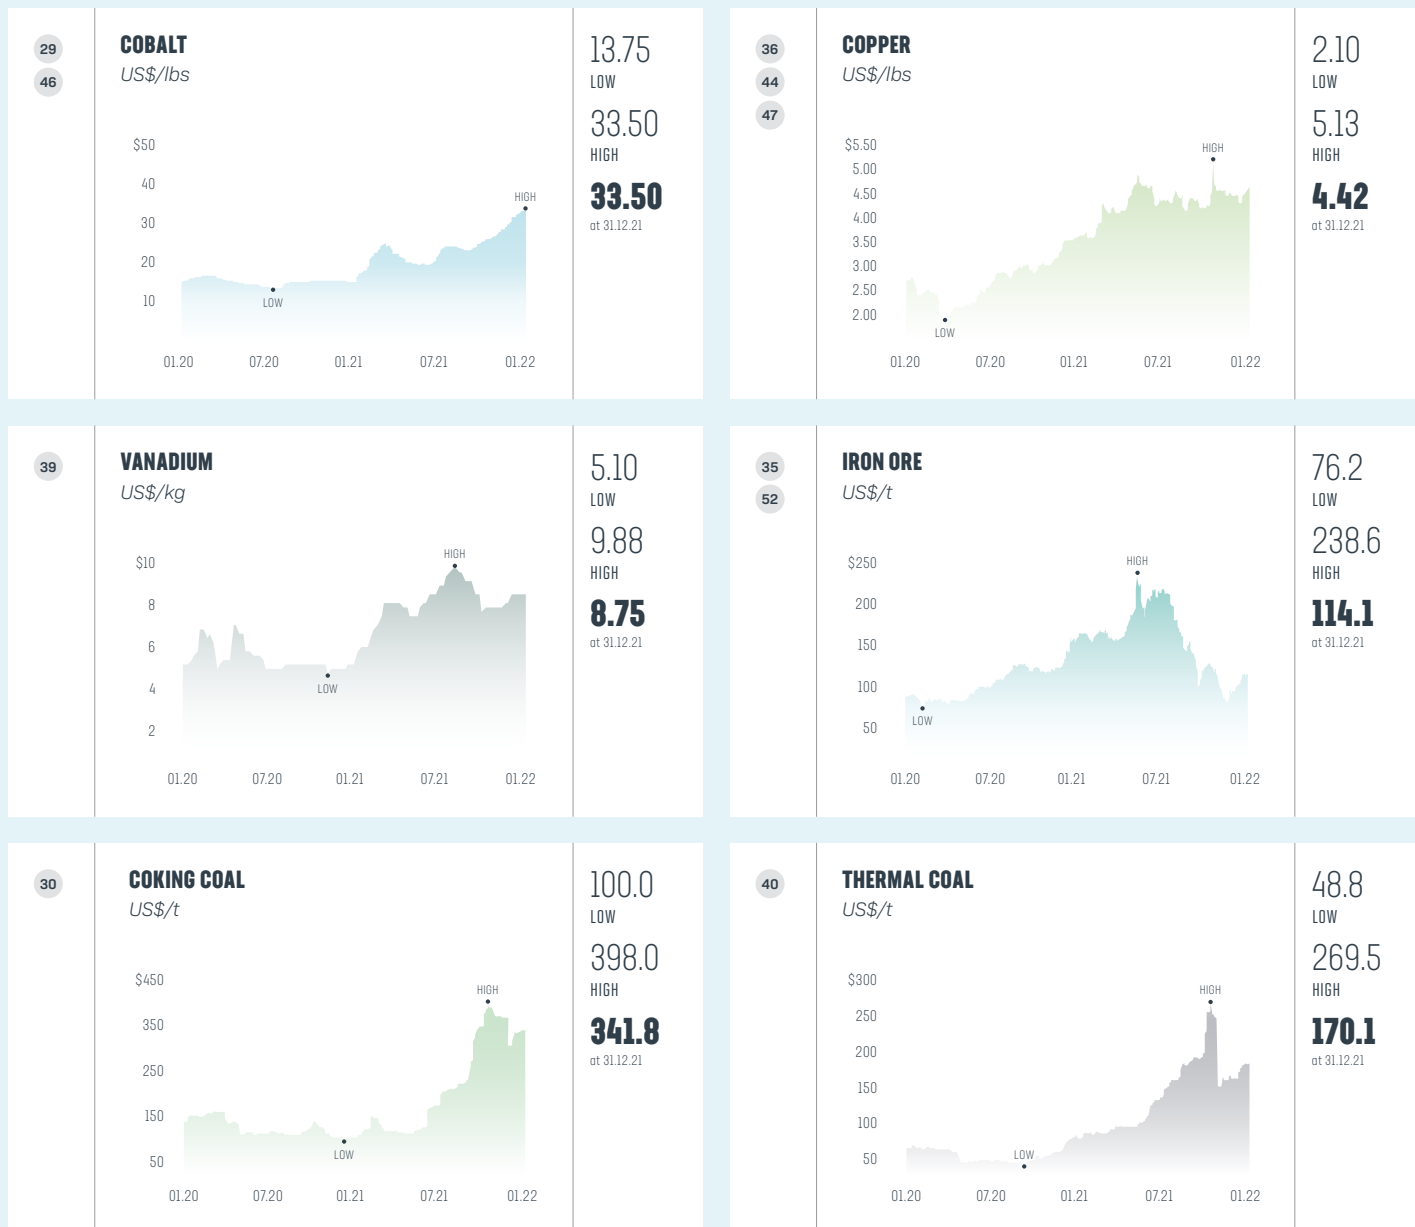 29
46
COBALT
US$/lbs
$50
40
30
20
10
HIGH
LOW
01.20 07.20 01.21 07.21 01.22
13.75
LOW
33.50
HIGH
33.50
at 31.12.21
36
44
47
COPPER
US$/lbs
$5.50
5.00
4.50
4.00
3.50
3.00
2.50
2.00
HIGH
LOW
01.20 07.20 01.21 07.21 01.22
2.10
LOW
5.13
HIGH
4.42
at 31.12.21
39
VANADIUM
US$/kg
$10
8
6
4
2
HIGH
LOW
01.20 07.20 01.21 07.21 01.22
5.10
LOW
9.88
HIGH
8.75
at 31.12.21
35
52
IRON ORE
US$/t
$250
200
150
100
50
HIGH
LOW
01.20 07.20 01.21 07.21 01.22
76.2
LOW
238.6
HIGH
114.1
at 31.12.21
30
COKING COAL
US$/t
$450
350
250
150
50
HIGH
LOW
01.20 07.20 01.21 07.21 01.22
100.0
LOW
398.0
HIGH
341.8
at 31.12.21
40
THERMAL COAL
US$/t
$300
250
200
150
100
50
HIGH
LOW
01.20 07.20 01.21 07.21 01.22
48.8
LOW
269.5
HIGH
170.1
at 31.12.21